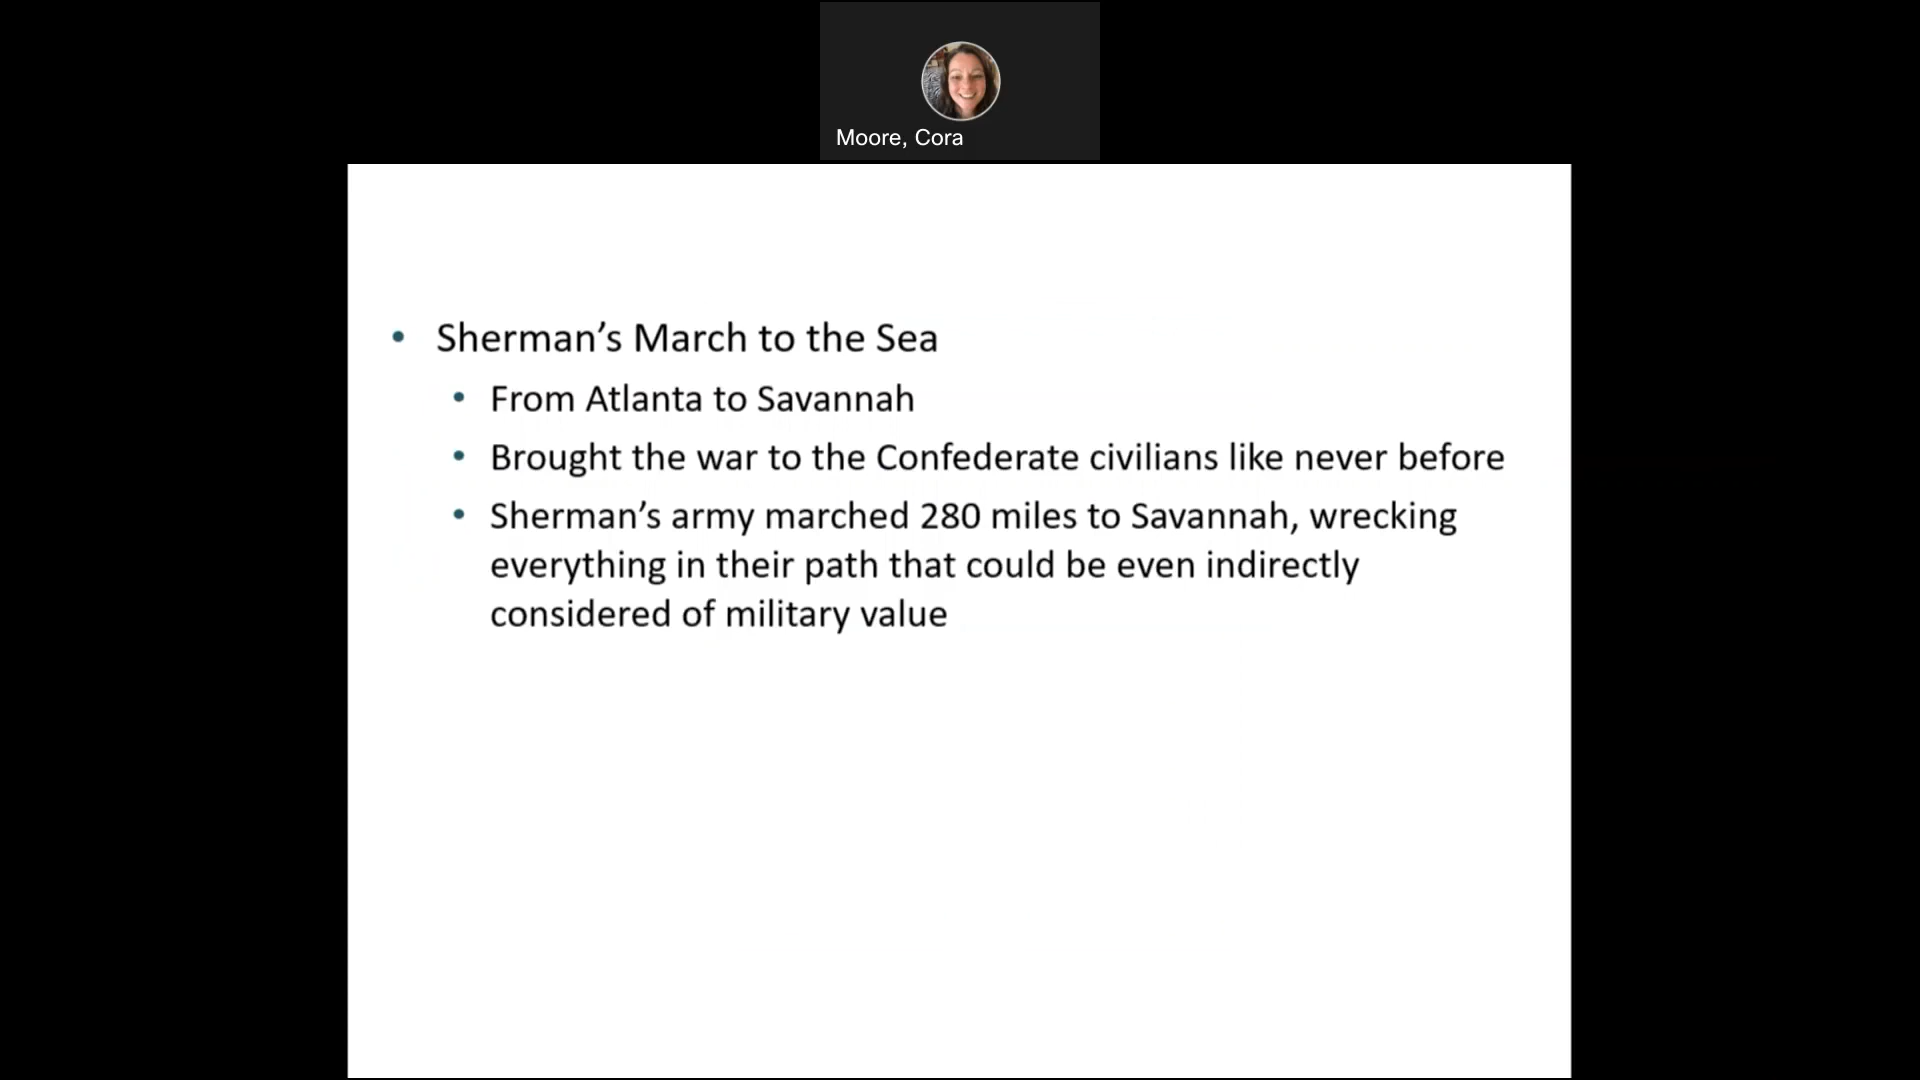 Moore, Cora
• Sherman’s March to the Sea
• From Atlanta to Savannah
• Brought the war to the Confederate civilians like never before
• Sherman’s army marched 280 miles to Savannah, wrecking
everything in their path that could be even indirectly
considered of military value